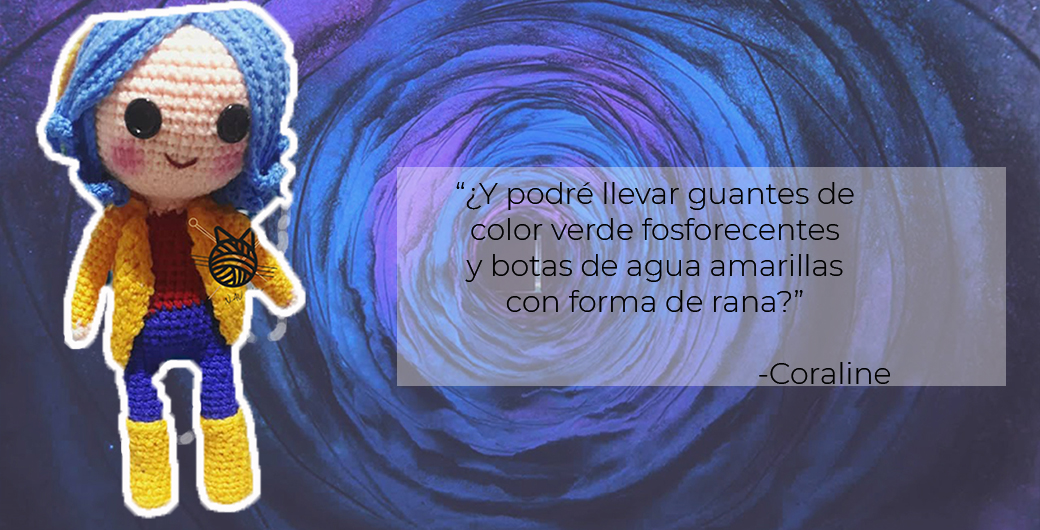 “¿Y podré llevar guantes de
color verde fosforecentes
y botas de agua amarillas
con forma de rana?”
-Coraline